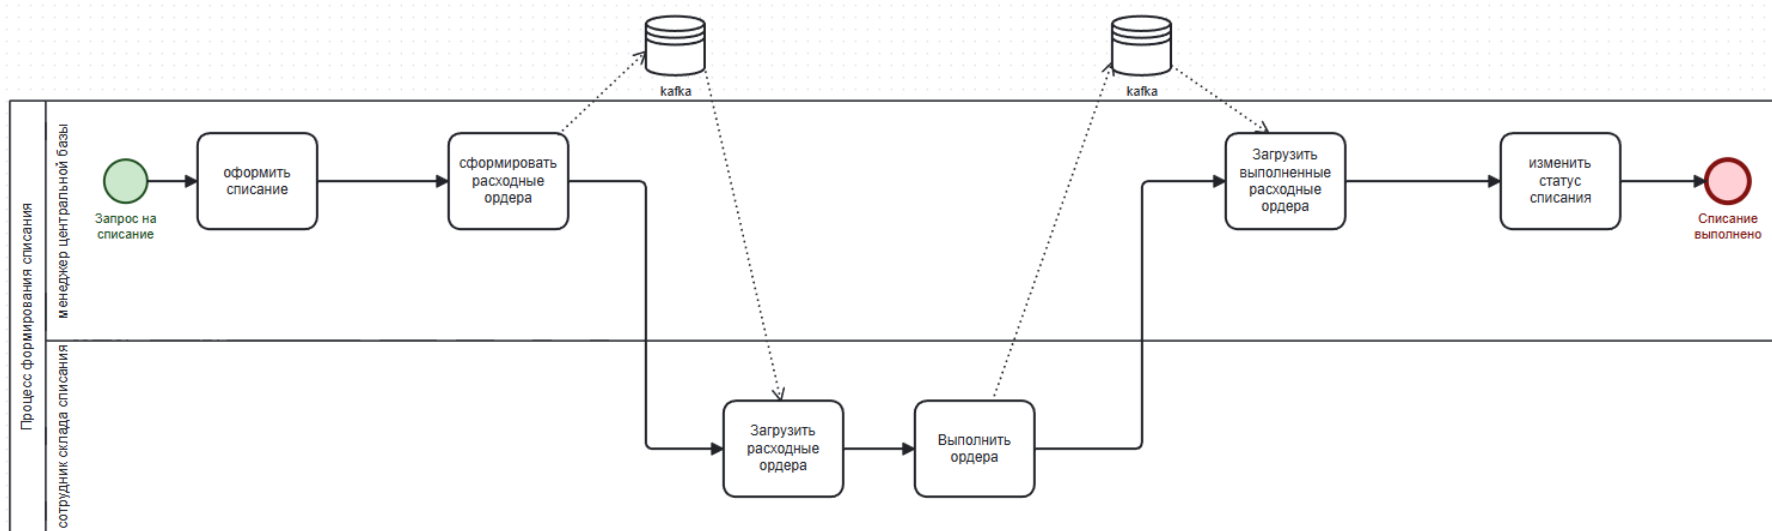 kafka
kafka
Процесс формирования списания
менеджер центральной базы
Запрос на
списание
оформить
списание
сформировать
расходные
ордера
Загрузить
выполненные
расходные
ордера
изменить
статус
списания
Списание
выполнено
сотрудник склада списания
Загрузить
расходные
ордера
Выполнить
ордера